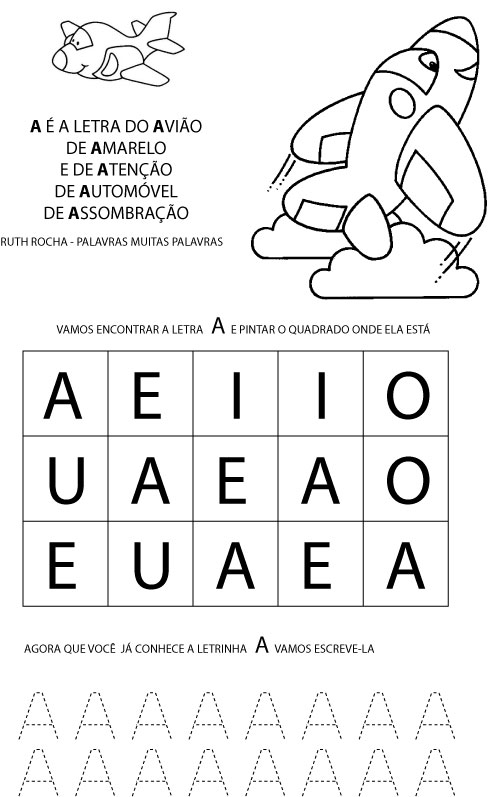 A É A LETRA DO AVIÃO
DE AMARELO
E DE ATENÇÃO
DE AUTOMÓVEL
DE ASSOMBRAÇÃO
RUTH ROCHA - PALAVRAS MUITAS PALAVRAS
VAMOS ENCONTRAR A LETRA A E PINTAR O QUADRADO ONDE ELA ESTÁ
A E I I O
U A E A O
E U A E A
AGORA QUE VOCÊ JÁ CONHECE A LETRINHA A VAMOS ESCREVE-LA
A A A A A A A A
A A A A A A A A